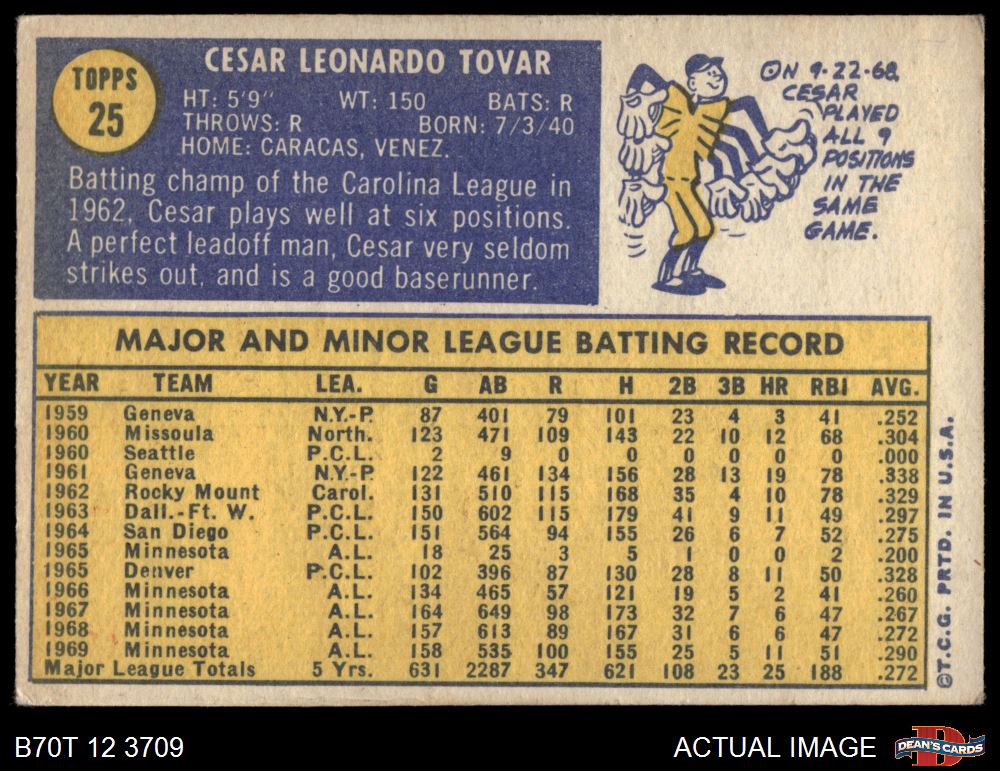 TOPPS
25
CESAR LEONARDO TOVAR
HT: 5'9" WT: 150 BATS: R
THROWS: R BORN: 7/3/40
HOME: CARACAS, VENEZ.
Batting champ of the Carolina League in
1962, Cesar plays well at six positions.
A perfect leadoff man, Cesar very seldom
strikes out, and is a good baserunner.
ON 9-22-68
CESAR
PLAYED
ALL 9
POSITIONS
IN THE
SAME
GAME.
MAJOR AND MINOR LEAGUE BATTING RECORD
YEAR TEAM LEA. G AB R H 2B 3B HR RBI AVG.
1959 Geneva N.Y.-P. 87 401 79 101 23 4 3 41 .252
1960 Missoula North. 123 471 109 143 22 10 12 68 .304
1960 Seattle P.C.L. 2 9 0 0 0 0 0 0 .000
1961 Geneva N.Y.-P. 122 461 134 156 28 13 19 78 .338
1962 Rocky Mount Carol. 131 510 115 168 35 4 10 78 .329
1963 Dall.-Ft. W. P.C.L. 150 602 115 179 41 9 11 49 .297
1964 San Diego P.C.L. 151 564 94 155 26 6 7 52 .275
1965 Minnesota A.L. 18 25 3 5 1 0 0 2 .200
1965 Denver P.C.L. 102 396 87 130 28 8 11 50 .328
1966 Minnesota A.L. 134 465 57 121 19 5 2 41 .260
1967 Minnesota A.L. 164 649 98 173 32 7 6 47 .267
1968 Minnesota A.L. 157 613 89 167 31 6 6 47 .272
1969 Minnesota A.L. 158 535 100 155 25 5 11 51 .290
Major League Totals 5 Yrs. 631 2287 347 621 108 23 25 188 .272
©T.C.G. PRTD. IN U.S.A.
B70T 12 3709
ACTUAL IMAGE
DEAN'S CARDS